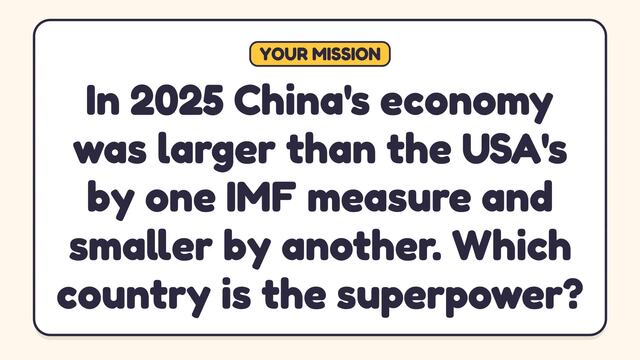 YOUR MISSION
In 2025 China's economy
was larger than the USA's
by one IMF measure and
smaller by another. Which
country is the superpower?